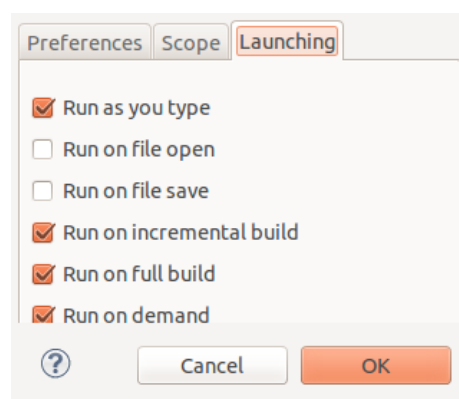 Preferences Scope Launching
Run as you type
Run on file open
Run on file save
Run on incremental build
Run on full build
Run on demand
? Cancel OK